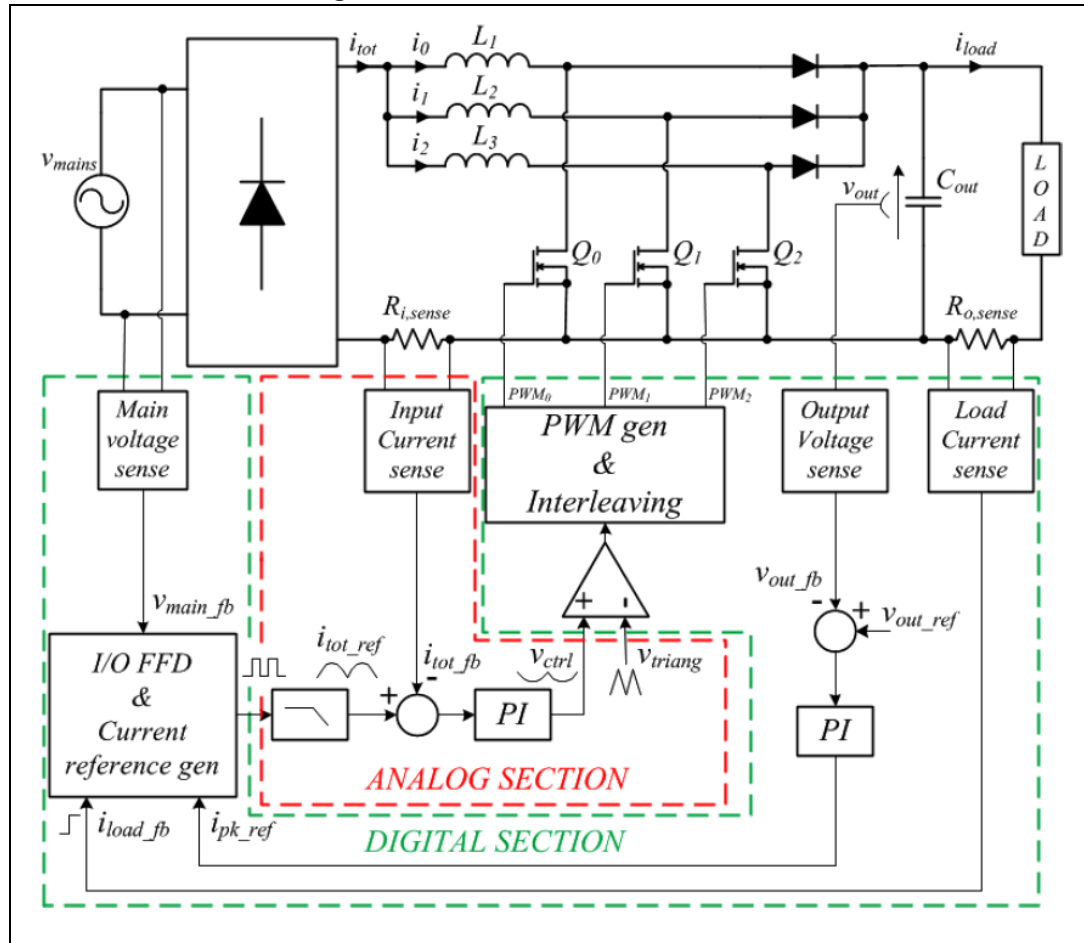 i_tot
i_0
L_1
i_load
i_1
L_2
i_2
L_3
v_mains
v_out
C_out
L
O
A
D
Q_0
Q_1
Q_2
R_i,sense
R_o,sense
Main
voltage
sense
Input
Current
sense
PWM_0
PWM_1
PWM_2
PWM gen
&
Interleaving
Output
Voltage
sense
Load
Current
sense
v_main_fb
+
-
v_out_fb
-
+
v_out_ref
I/O FFD
&
Current
reference gen
i_tot_ref
+
-
i_tot_fb
v_ctrl
v_triang
PI
PI
ANALOG SECTION
i_load_fb
i_pk_ref
DIGITAL SECTION